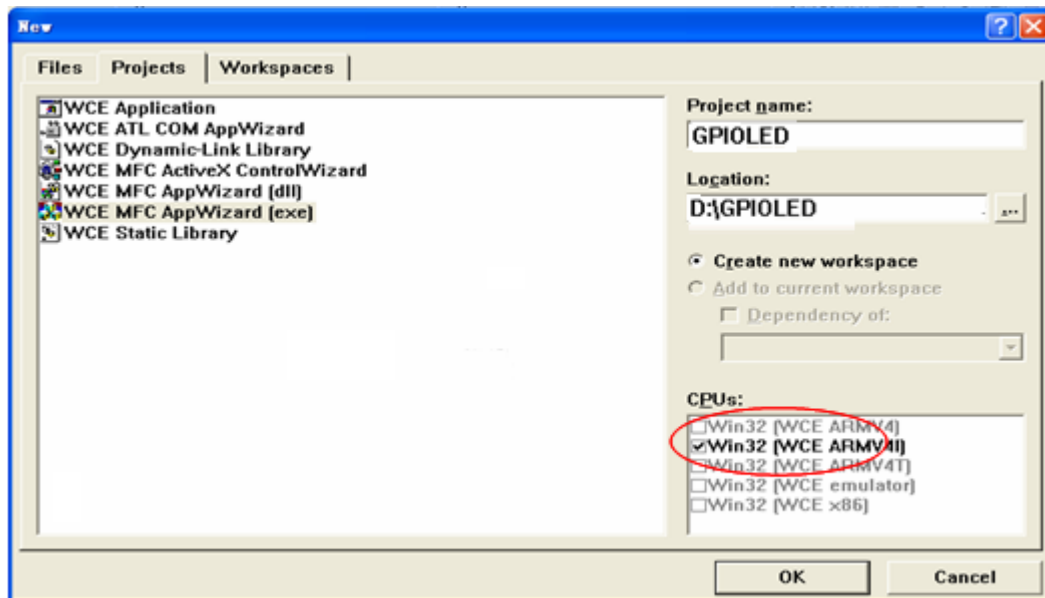 New
Files Projects Workspaces
WCE Application
WCE ATL COM AppWizard
WCE Dynamic-Link Library
WCE MFC ActiveX ControlWizard
WCE MFC AppWizard (dll)
WCE MFC AppWizard (exe)
WCE Static Library
Project name:
GPIOLED
Location:
D:\GPIOLED
...
Create new workspace
Add to current workspace
Dependency of:
CPUs:
Win32 (WCE ARMV4)
Win32 (WCE ARMV4I)
Win32 (WCE ARMV4T)
Win32 (WCE emulator)
Win32 (WCE x86)
OK Cancel